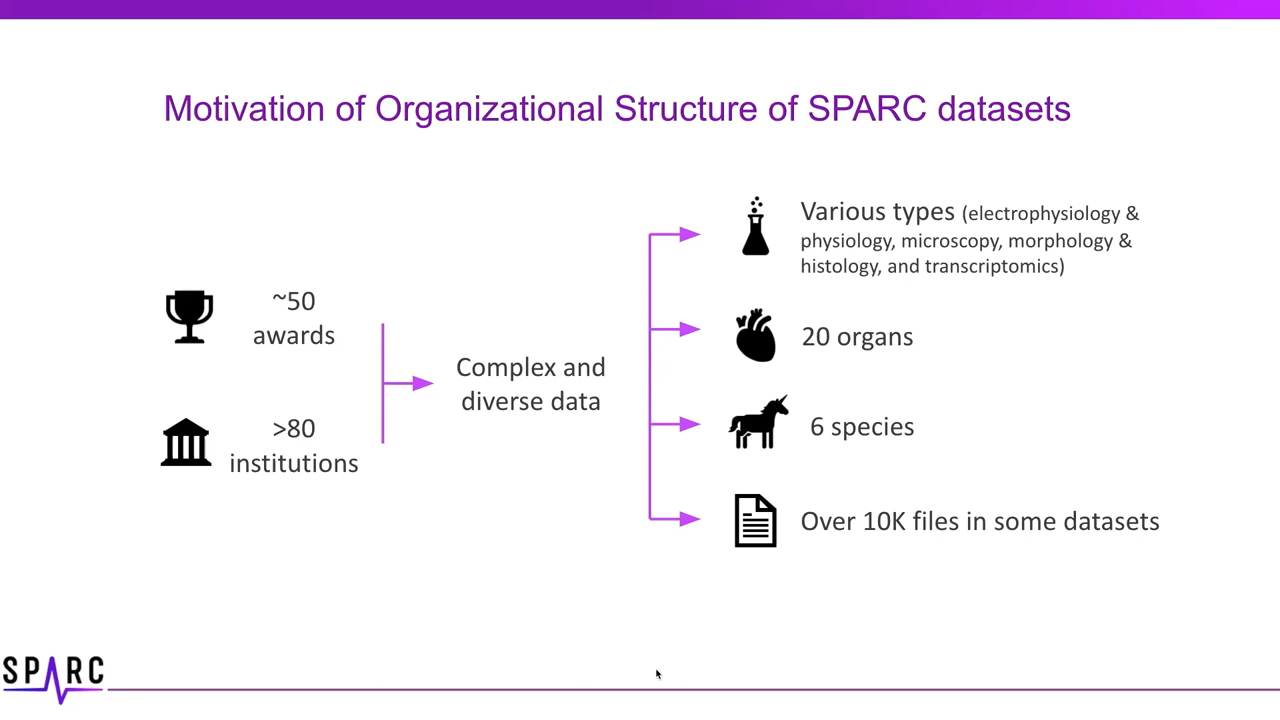 Motivation of Organizational Structure of SPARC datasets
~50
awards
>80
institutions
Complex and
diverse data
Various types (electrophysiology &
physiology, microscopy, morphology &
histology, and transcriptomics)
20 organs
6 species
Over 10K files in some datasets
SPARC